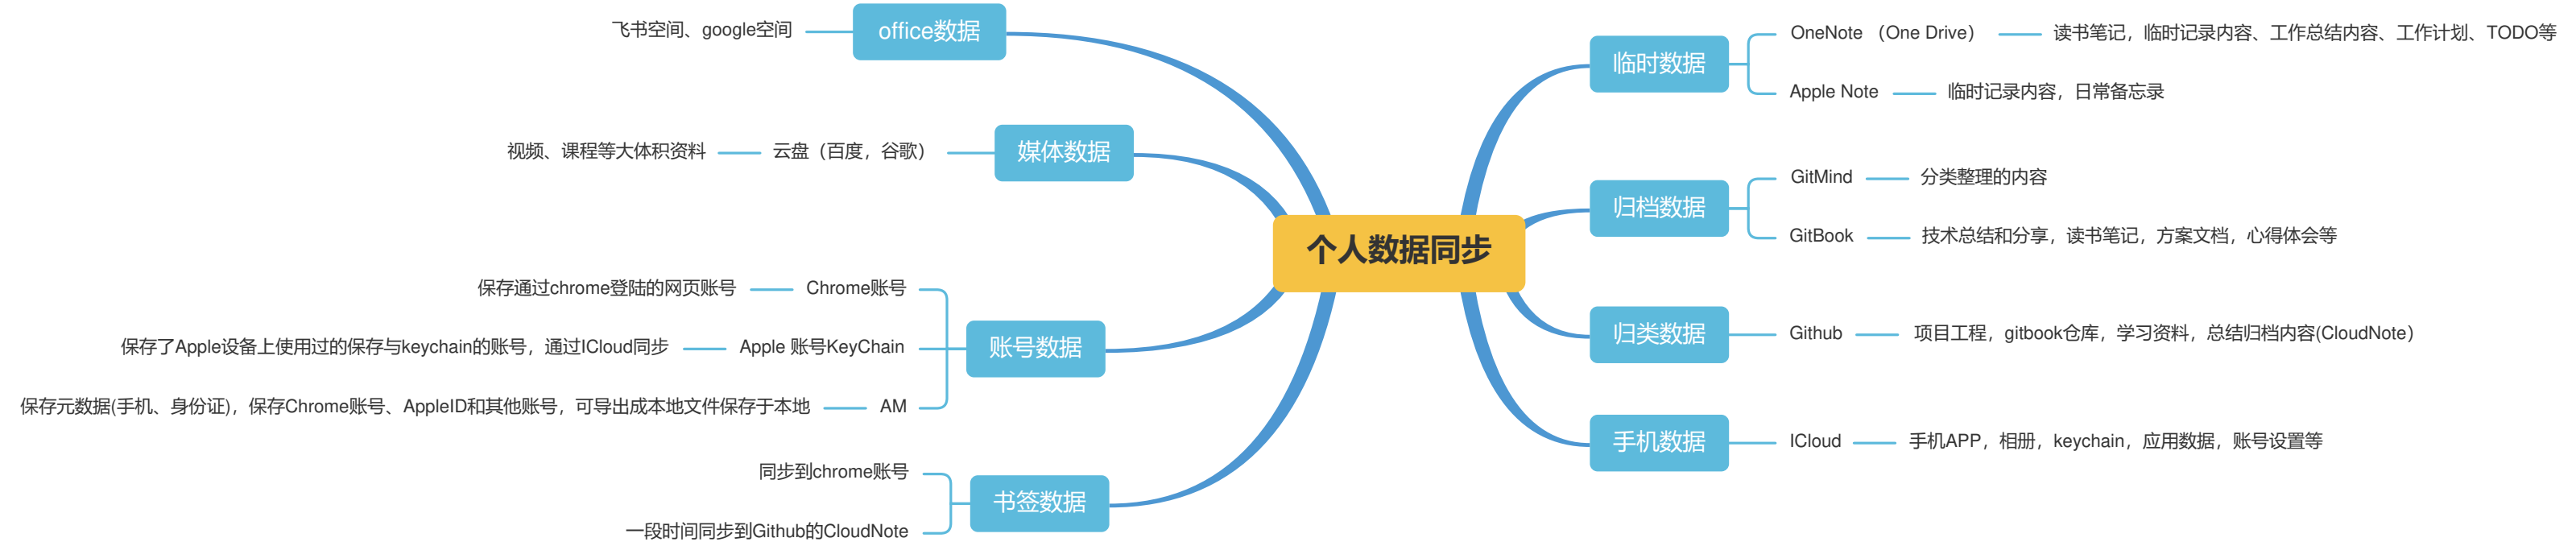 个人数据同步
office数据
飞书空间、google空间
媒体数据
云盘（百度，谷歌）
视频、课程等大体积资料
账号数据
Chrome账号
保存通过chrome登陆的网页账号
Apple 账号KeyChain
保存了Apple设备上使用过的保存与keychain的账号，通过ICloud同步
AM
保存元数据(手机、身份证)，保存Chrome账号、AppleID和其他账号，可导出成本地文件保存于本地
书签数据
同步到chrome账号
一段时间同步到Github的CloudNote
临时数据
OneNote （One Drive）
读书笔记，临时记录内容、工作总结内容、工作计划、TODO等
Apple Note
临时记录内容，日常备忘录
归档数据
GitMind
分类整理的内容
GitBook
技术总结和分享，读书笔记，方案文档，心得体会等
归类数据
Github
项目工程，gitbook仓库，学习资料，总结归档内容(CloudNote）
手机数据
ICloud
手机APP，相册，keychain，应用数据，账号设置等